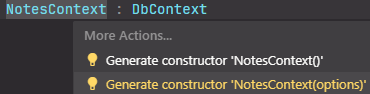 NotesContext : DbContext
More Actions...
Generate constructor 'NotesContext()'
Generate constructor 'NotesContext(options)'